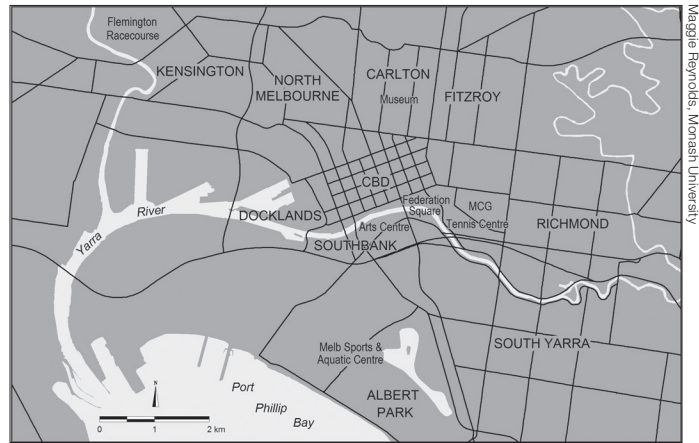 Flemington
Racecourse
KENSINGTON
NORTH
MELBOURNE
CARLTON
Museum
FITZROY
CBD
Federation
Square
MCG
Tennis Centre
RICHMOND
DOCKLANDS
Arts Centre
SOUTHBANK
River
Yarra
SOUTH YARRA
Melb Sports &
Aquatic Centre
ALBERT
PARK
Port
Phillip
Bay
N
0 1 2 km
Maggie Reynolds, Monash University